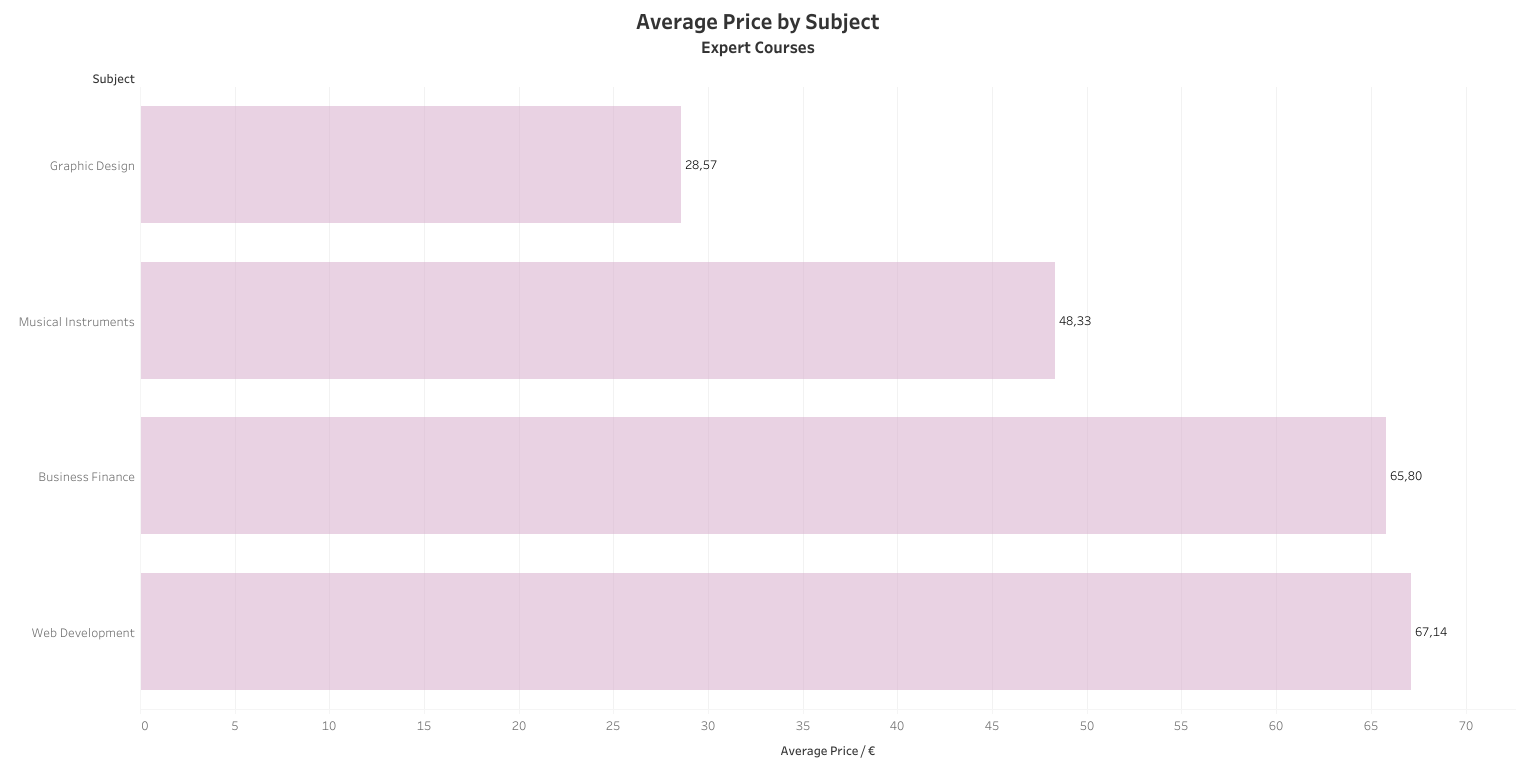 Average Price by Subject
Expert Courses
Subject
Graphic Design
28,57
Musical Instruments
48,33
Business Finance
65,80
Web Development
67,14
0 5 10 15 20 25 30 35 40 45 50 55 60 65 70
Average Price / €